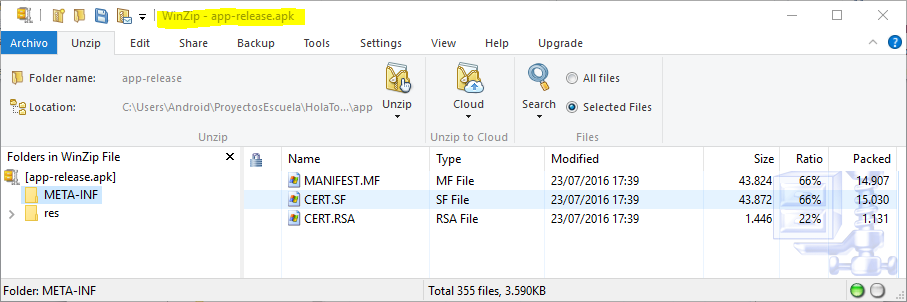 WinZip - app-release.apk
Archivo Unzip Edit Share Backup Tools Settings View Help Upgrade
Folder name: app-release
Location: C:\Users\Android\ProyectosEscuela\HolaTo...\app
Unzip Cloud Search All files
Selected Files
Unzip Unzip to Cloud Files
Folders in WinZip File
[app-release.apk]
META-INF
res
Name Type Modified Size Ratio Packed
MANIFEST.MF MF File 23/07/2016 17:39 43.824 66% 14.907
CERT.SF SF File 23/07/2016 17:39 43.872 66% 15.030
CERT.RSA RSA File 23/07/2016 17:39 1.446 22% 1.131
Folder: META-INF Total 355 files, 3.590KB